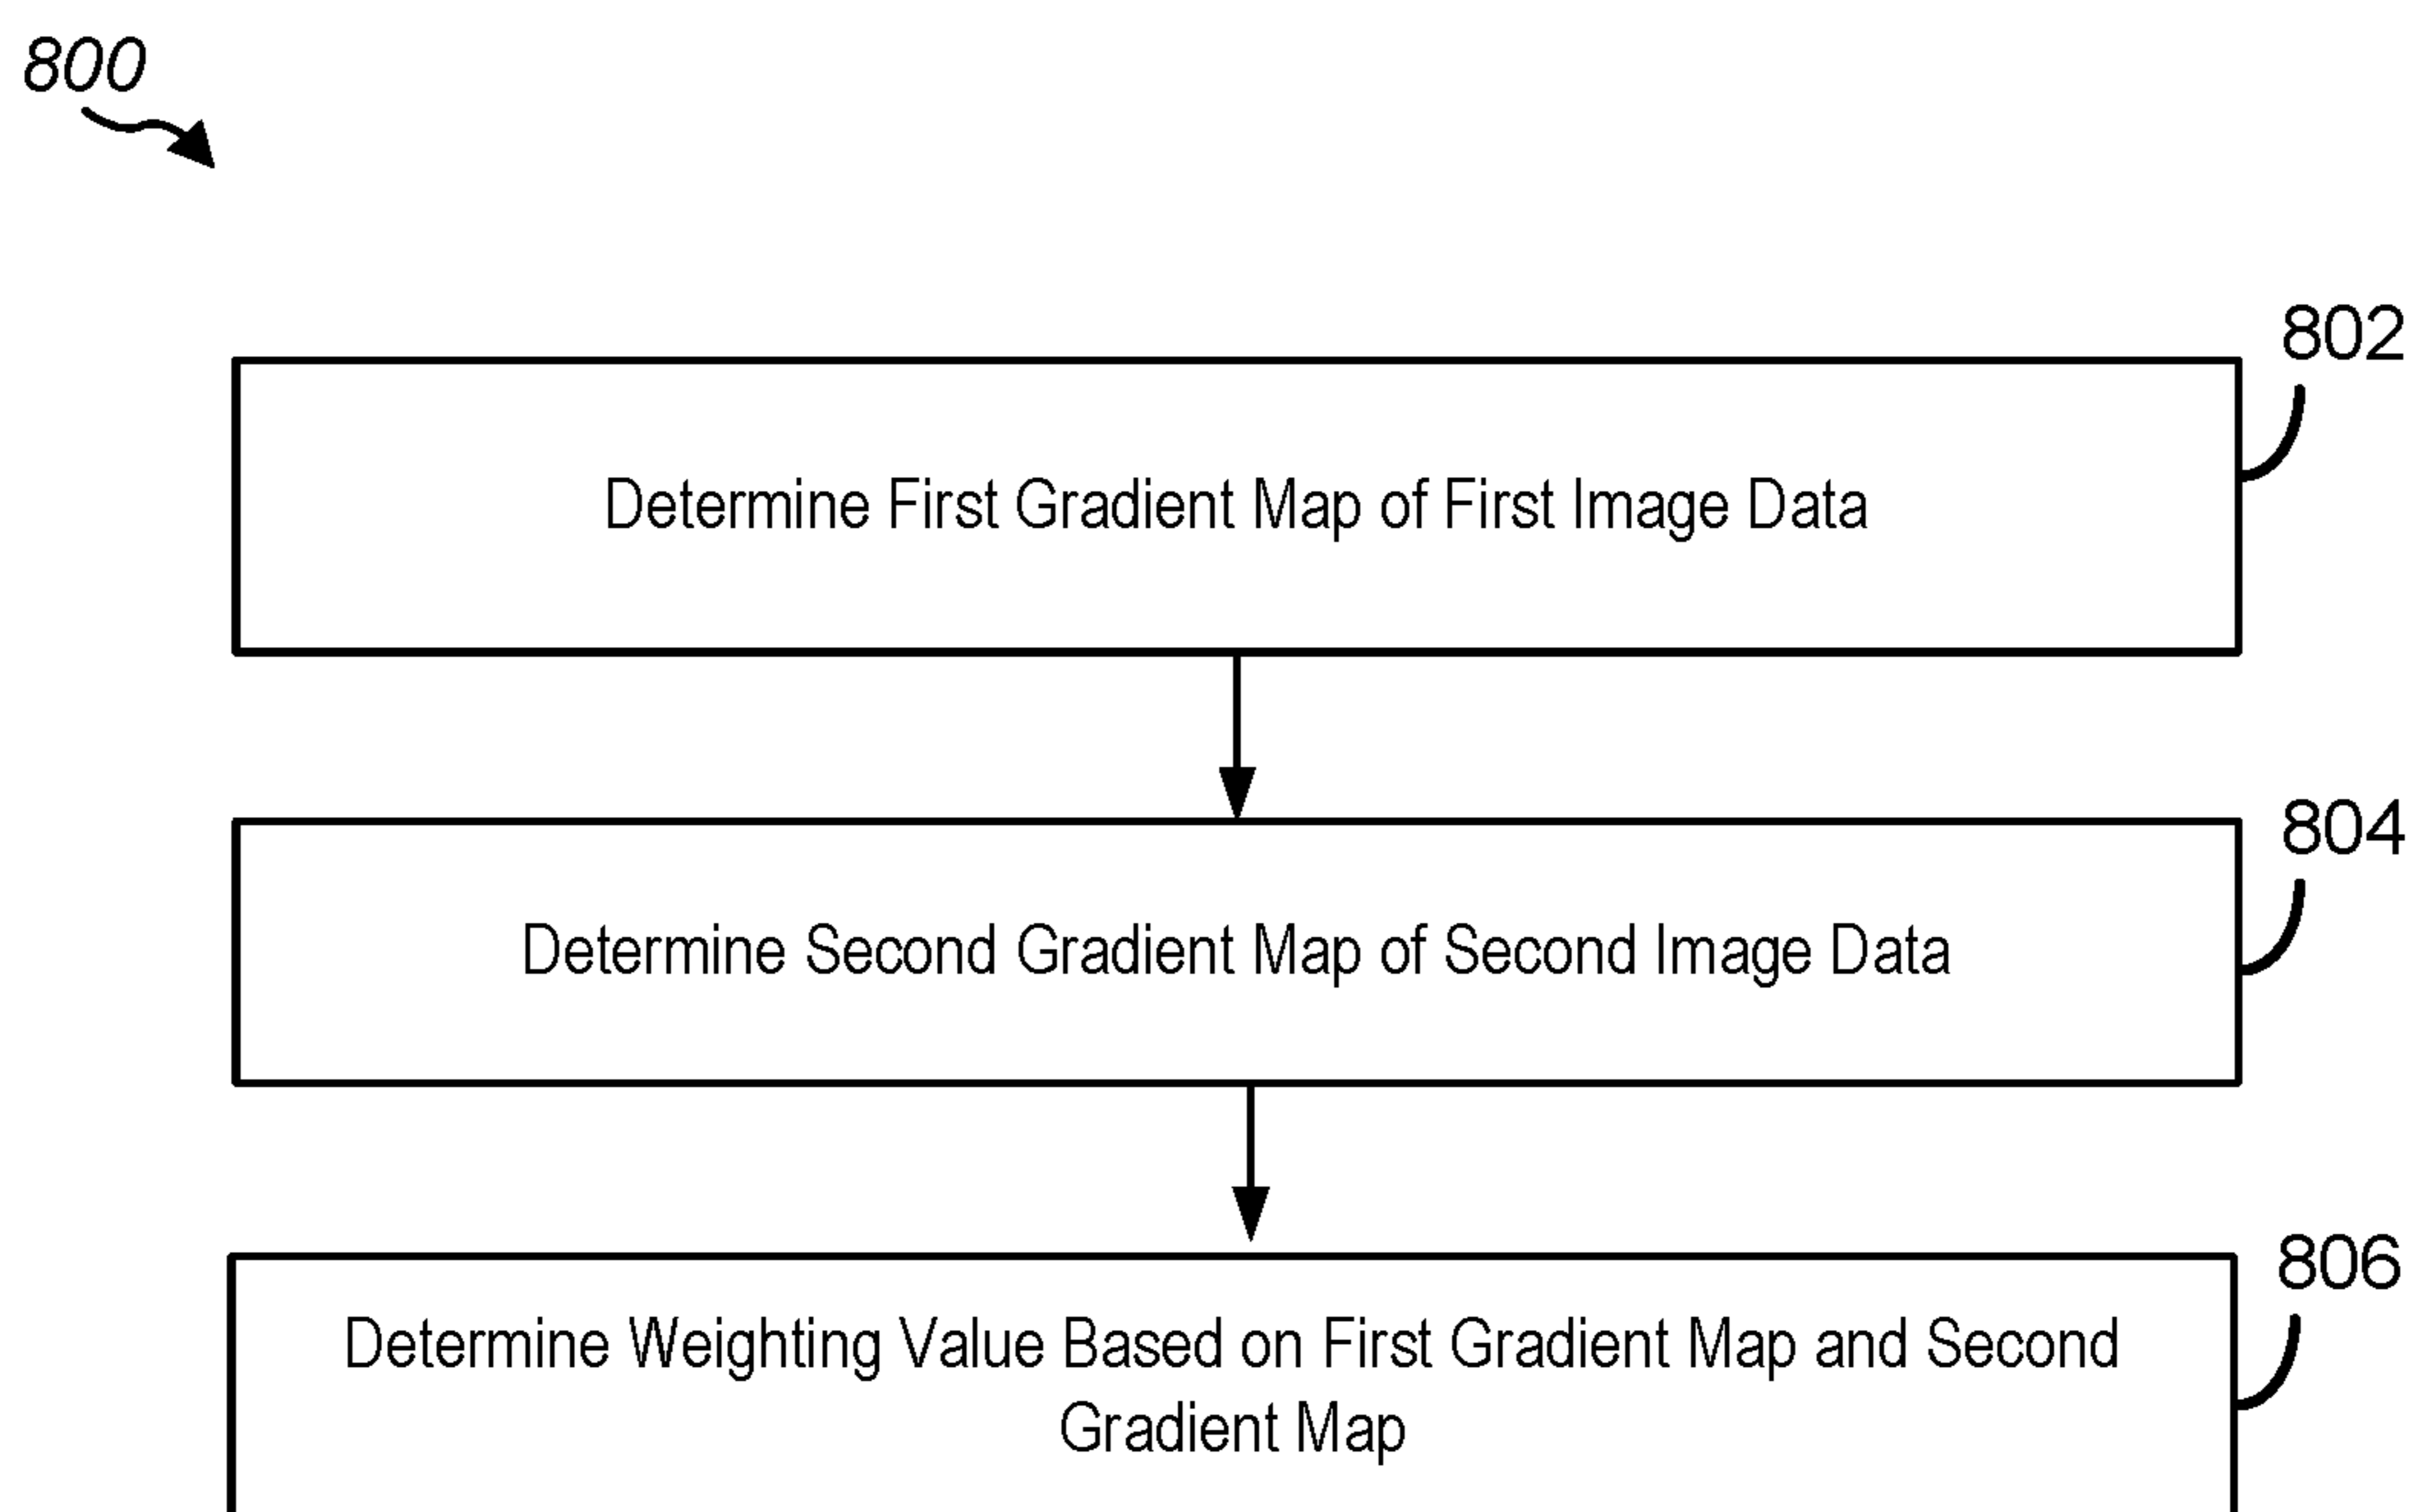 800
802
Determine First Gradient Map of First Image Data
804
Determine Second Gradient Map of Second Image Data
806
Determine Weighting Value Based on First Gradient Map and Second
Gradient Map